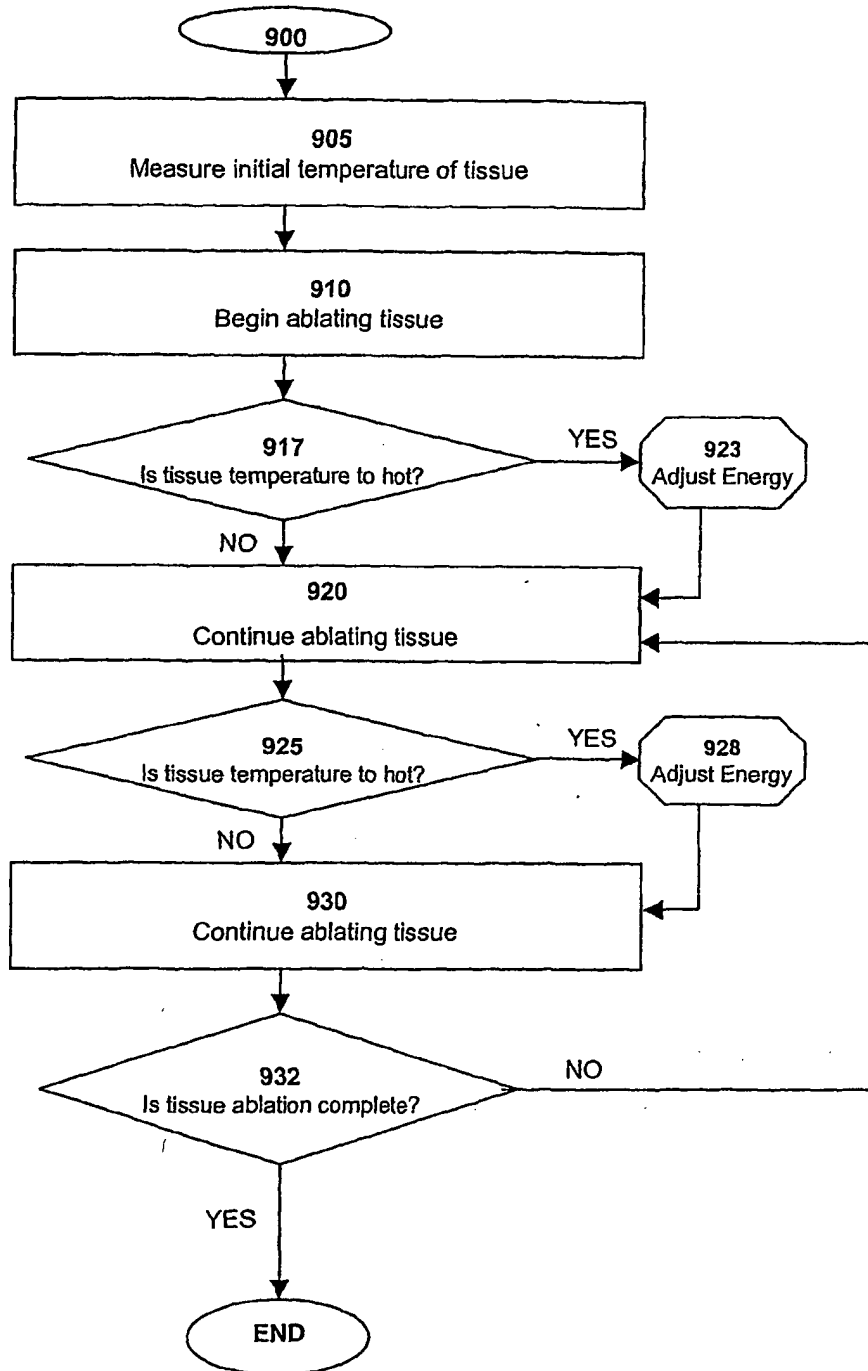 900
905
Measure initial temperature of tissue
910
Begin ablating tissue
917
Is tissue temperature to hot?
YES
923
Adjust Energy
NO
920
Continue ablating tissue
925
Is tissue temperature to hot?
YES
928
Adjust Energy
NO
930
Continue ablating tissue
932
Is tissue ablation complete?
NO
YES
END